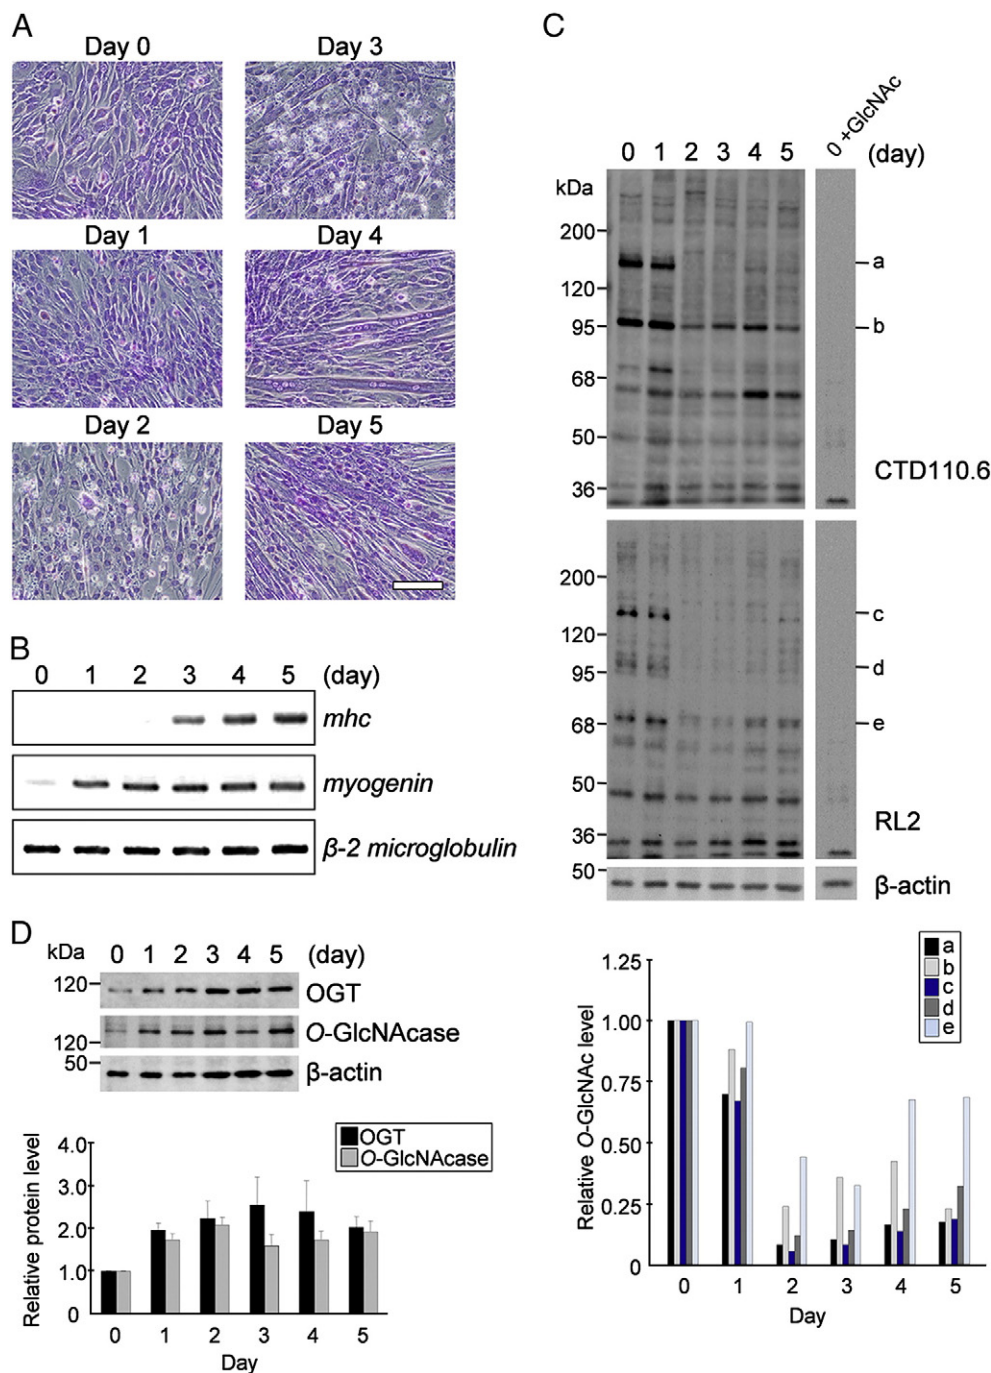 A
Day 0
Day 3
Day 1
Day 4
Day 2
Day 5
B
0 1 2 3 4 5 (day)
mhc
myogenin
β-2 microglobulin
C
0 1 2 3 4 5 (day)
0 +GlcNAc
kDa
200
120
95
68
50
36
a
b
CTD110.6
200
120
95
68
50
36
c
d
e
RL2
50
β-actin
1.25
1.00
0.75
0.50
0.25
0
Relative O-GlcNAc level
a
b
c
d
e
0 1 2 3 4 5
Day
D
kDa 0 1 2 3 4 5 (day)
120
OGT
120
O-GlcNAcase
50
β-actin
4.0
3.0
2.0
1.0
0
Relative protein level
OGT
O-GlcNAcase
0 1 2 3 4 5
Day